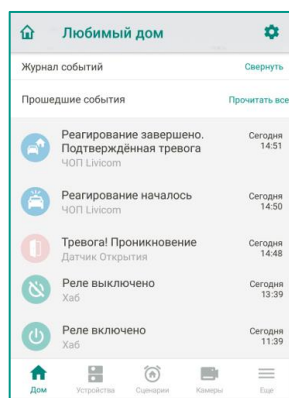 Любимый дом
Журнал событий Свернуть
Прошедшие события Прочитать все
Реагирование завершено. Сегодня
Подтверждённая тревога 14:51
ЧОП Livicom
Реагирование началось Сегодня
ЧОП Livicom 14:50
Тревога! Проникновение Сегодня
Датчик Открытия 14:48
Реле выключено Сегодня
Хаб 13:39
Реле включено Сегодня
Хаб 11:39
Дом Устройства Сценарии Камеры Еще